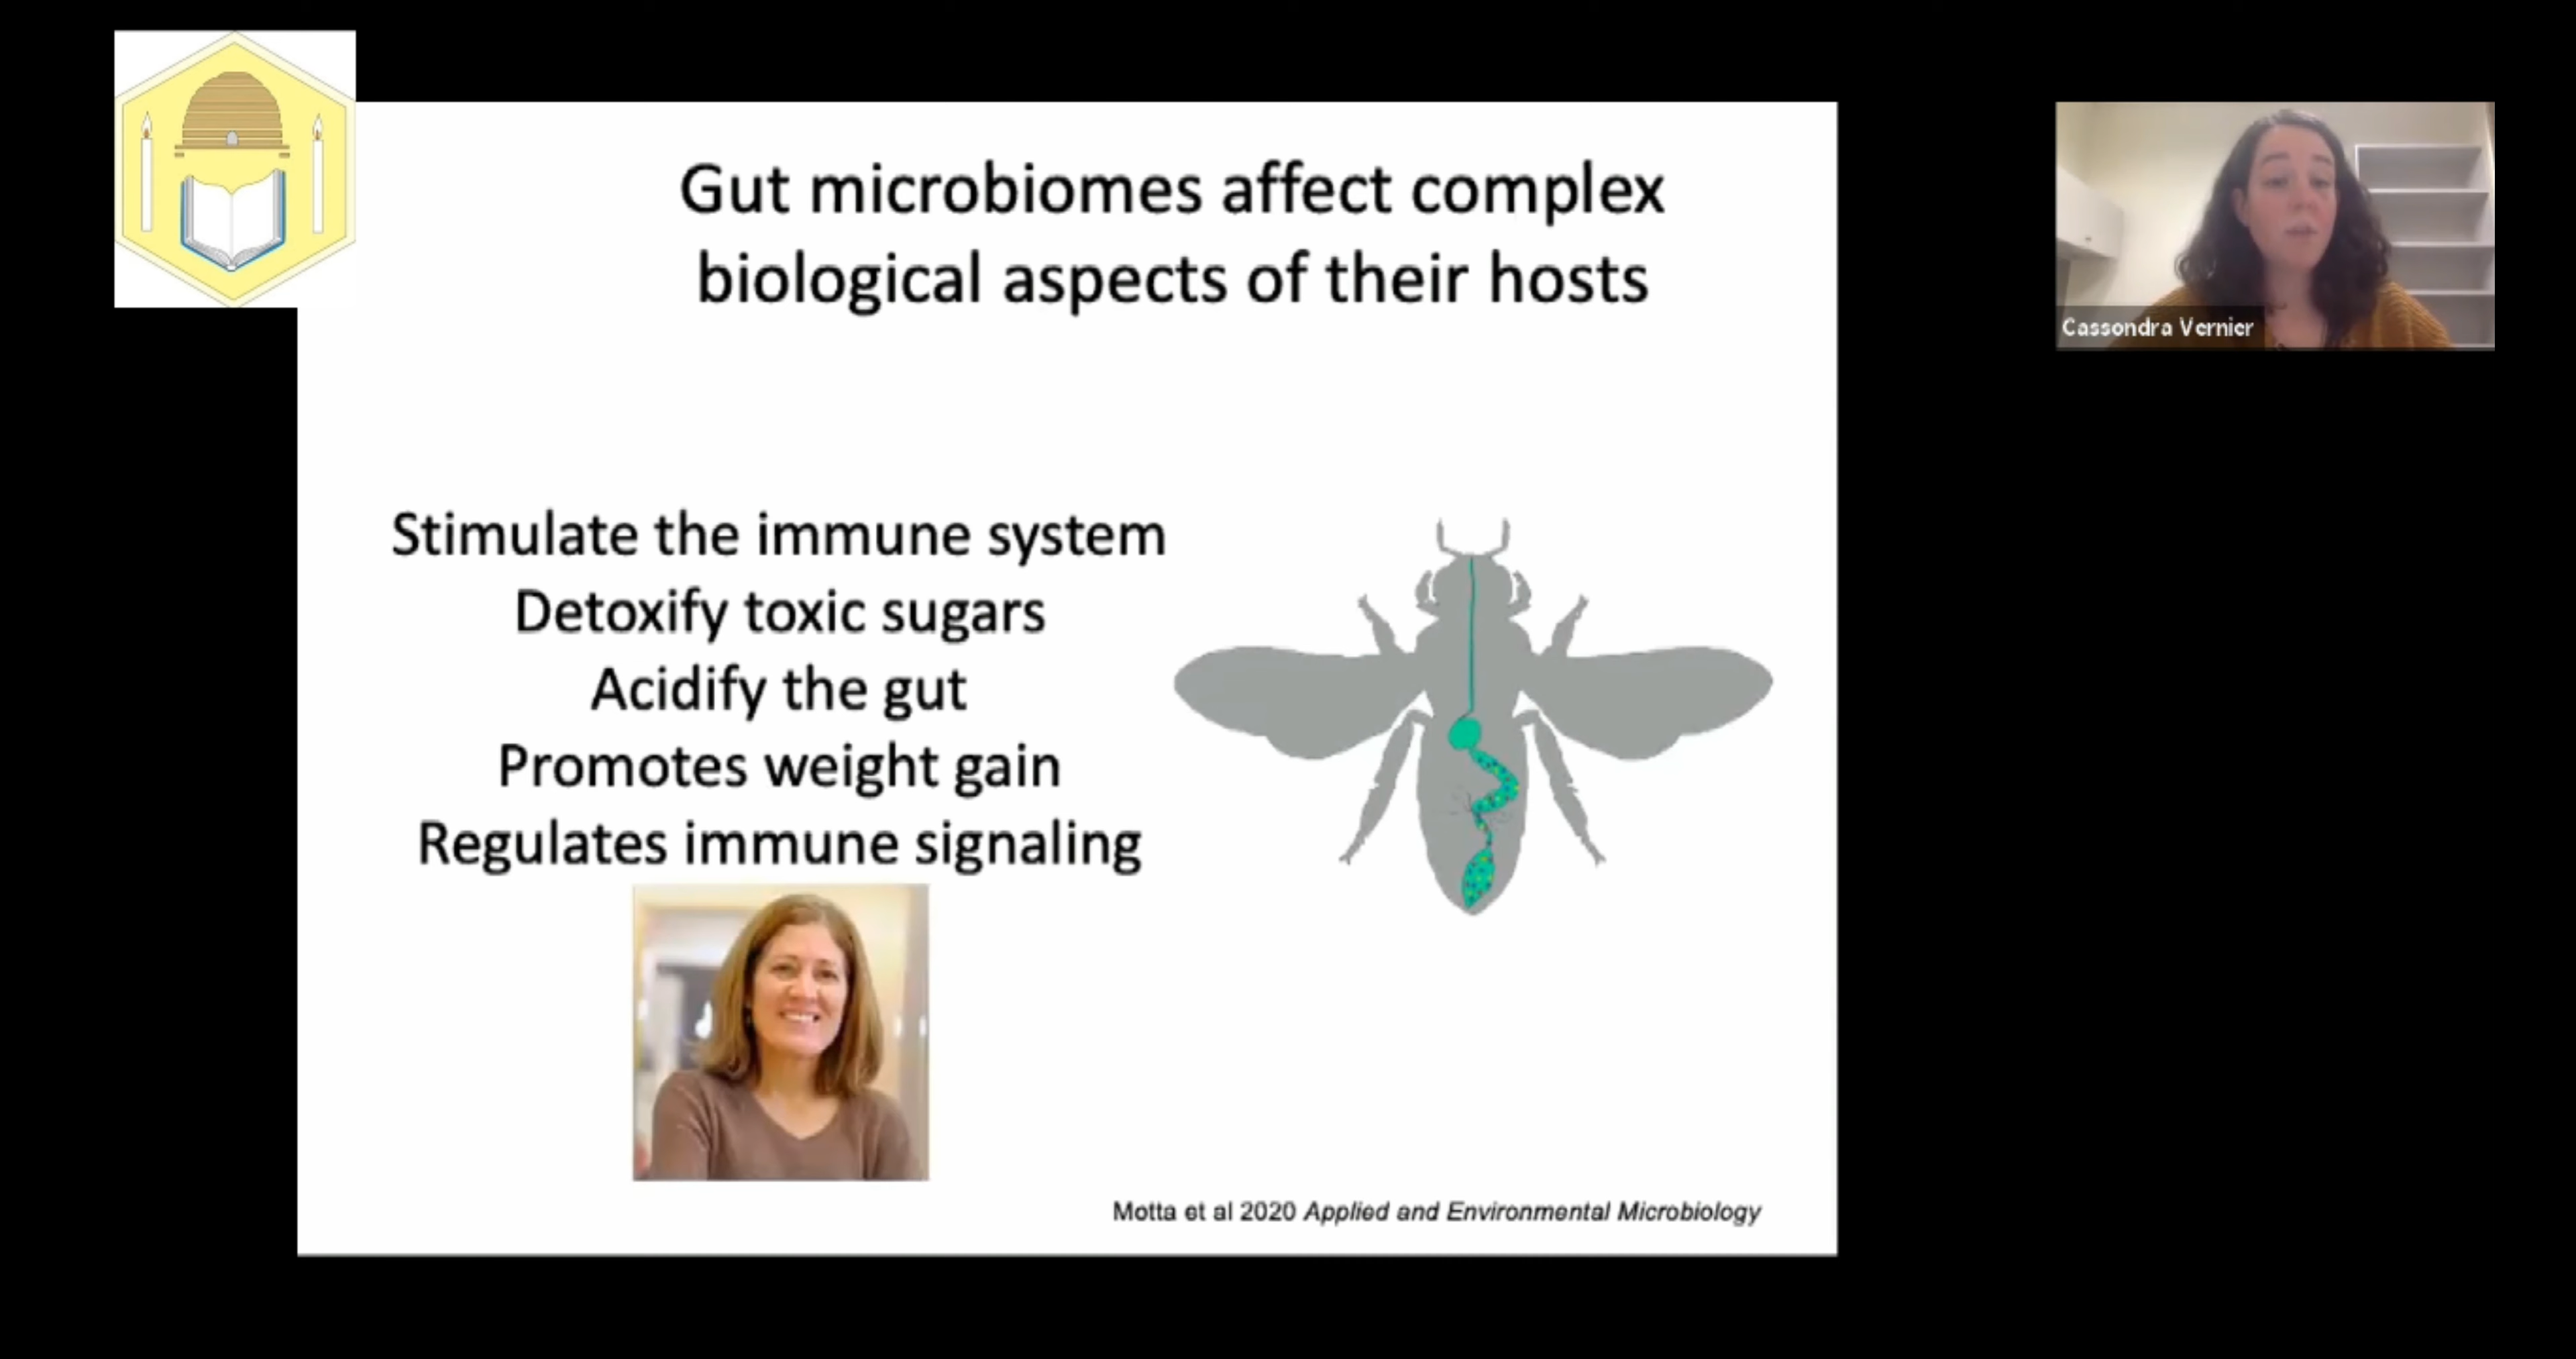 Gut microbiomes affect complex
biological aspects of their hosts
Stimulate the immune system
Detoxify toxic sugars
Acidify the gut
Promotes weight gain
Regulates immune signaling
Motta et al 2020 Applied and Environmental Microbiology
Cassondra Vernier